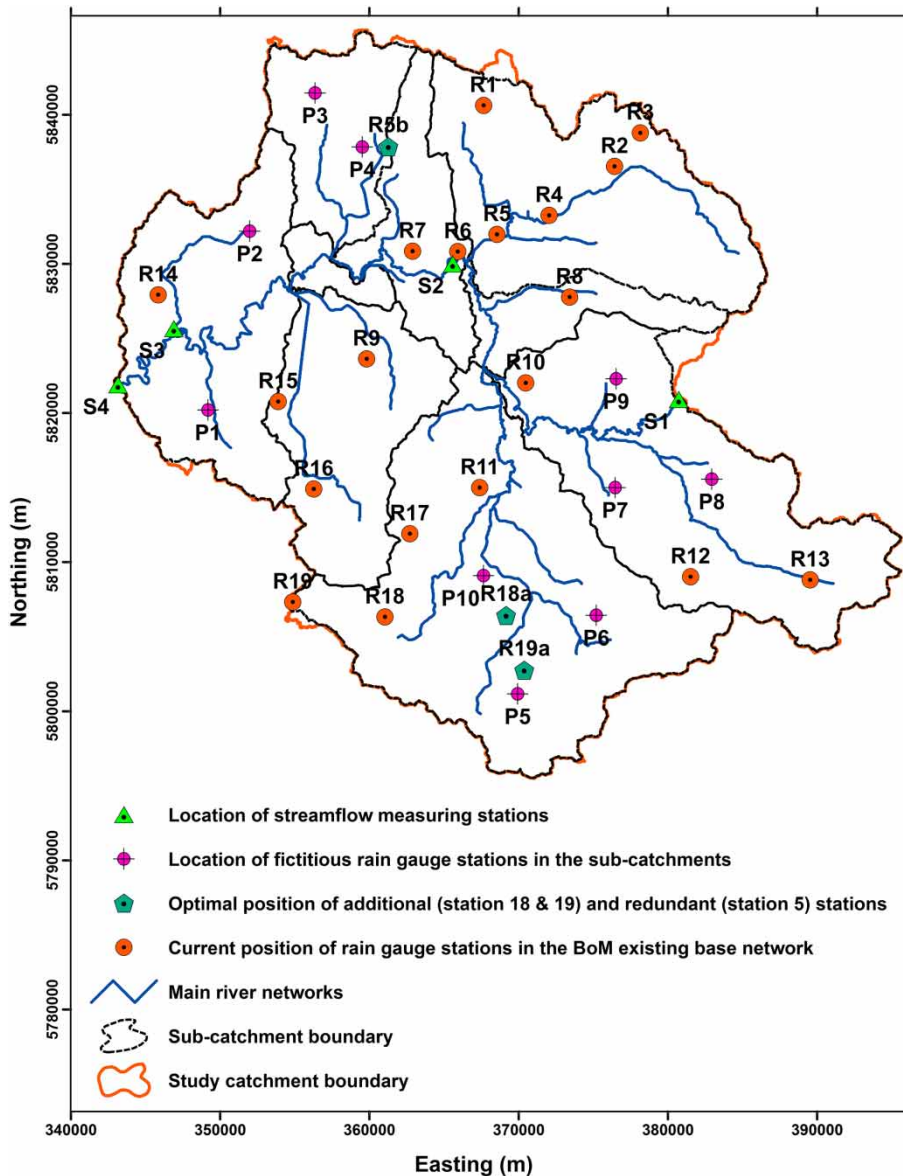 R1
P3
R3
R5b
P4
R2
R4
R5
P2
R7
R6
S2
R8
R14
S3
R9
R10
P9
S1
S4
R15
P1
R16
R11
P7
P8
R17
R12
R13
R19
R18
P10
R18a
P6
R19a
P5
Northing (m)
5840000
5830000
5820000
5810000
5800000
5790000
5780000
Location of streamflow measuring stations
Location of fictitious rain gauge stations in the sub-catchments
Optimal position of additional (station 18 & 19) and redundant (station 5) stations
Current position of rain gauge stations in the BoM existing base network
Main river networks
Sub-catchment boundary
Study catchment boundary
340000
350000
360000
370000
380000
390000
Easting (m)